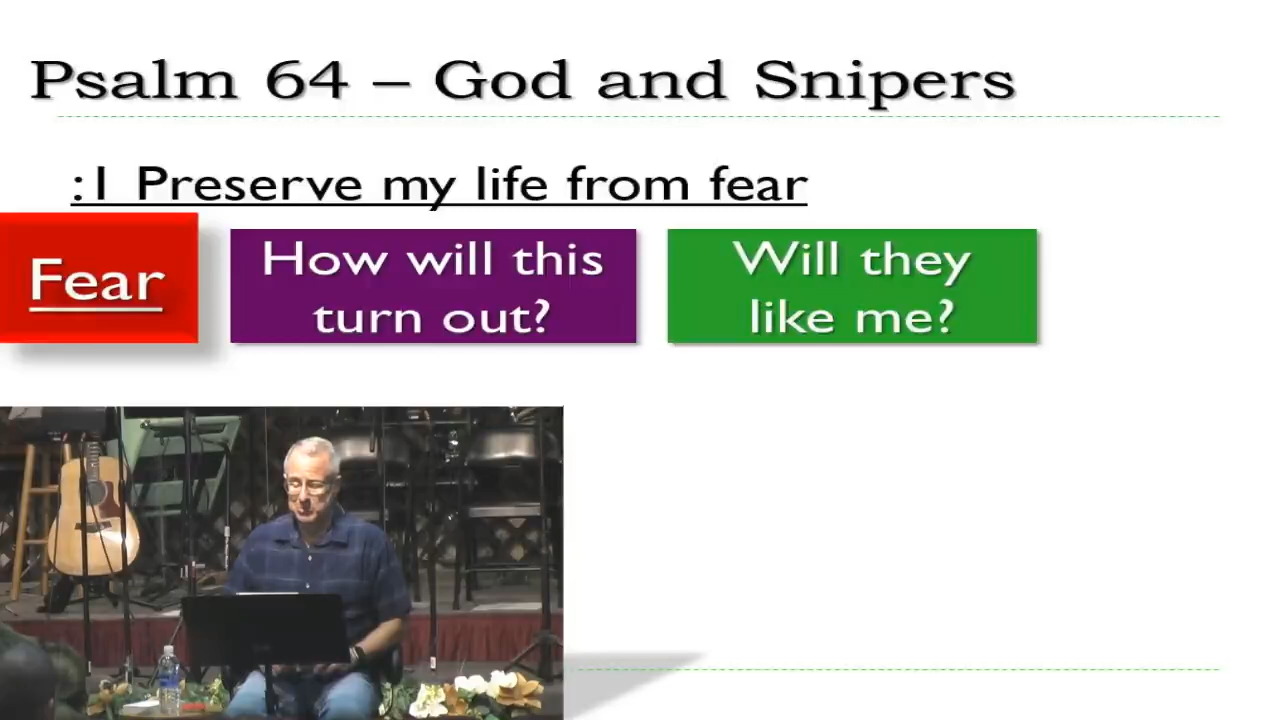 Psalm 64 – God and Snipers
:1 Preserve my life from fear
Fear
How will this
turn out?
Will they
like me?